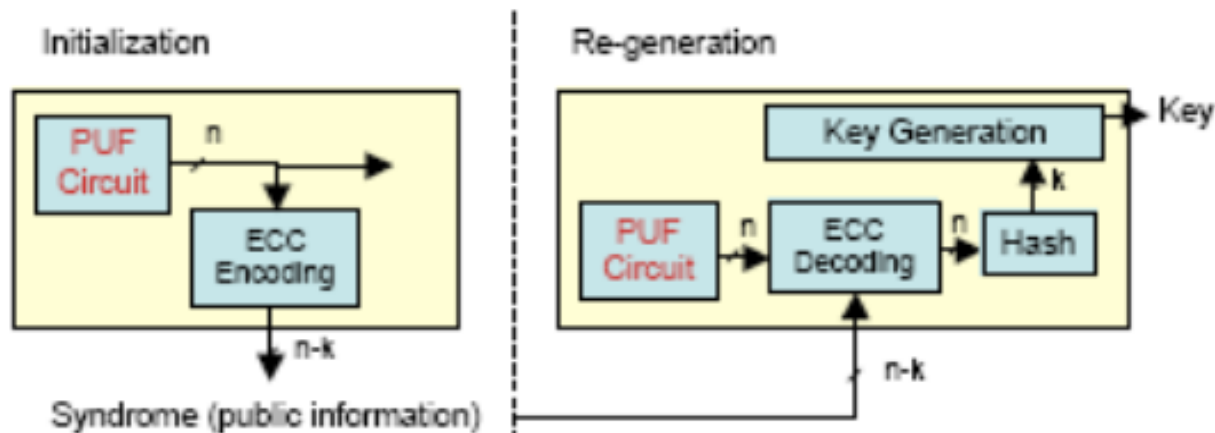 Initialization
PUF
Circuit
n
ECC
Encoding
n-k
Syndrome (public information)
Re-generation
Key Generation
Key
k
PUF
Circuit
n
ECC
Decoding
n
Hash
n-k